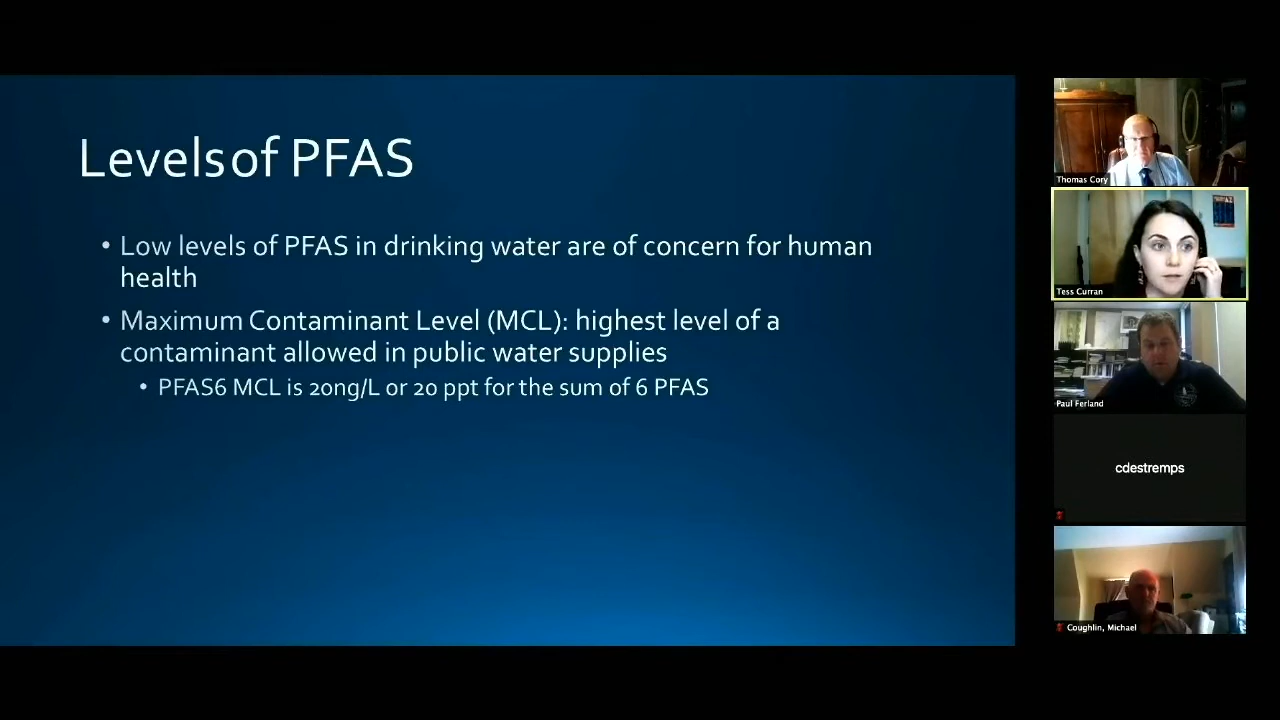 Levels of PFAS
• Low levels of PFAS in drinking water are of concern for human
health
• Maximum Contaminant Level (MCL): highest level of a
contaminant allowed in public water supplies
• PFAS6 MCL is 20ng/L or 20 ppt for the sum of 6 PFAS
Thomas Cory
Tess Curran
Paul Ferland
cdestremps
Coughlin, Michael